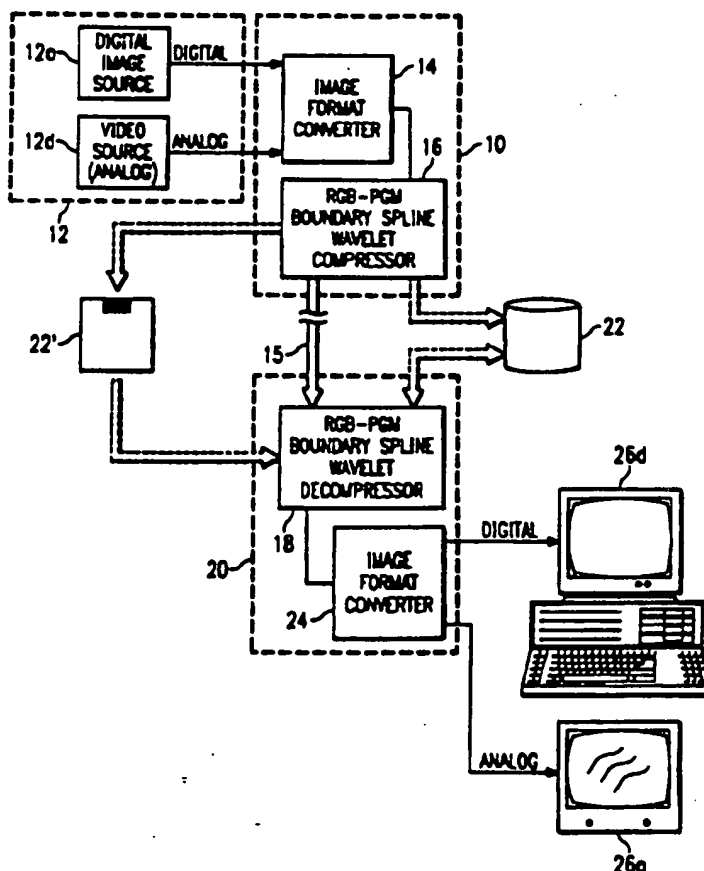 12a
DIGITAL
IMAGE
SOURCE
DIGITAL
12d
VIDEO
SOURCE
(ANALOG)
ANALOG
12
IMAGE
FORMAT
CONVERTER
14
16
10
RGB-PGM
BOUNDARY SPLINE
WAVELET
COMPRESSOR
22'
15
22
RGB-PGM
BOUNDARY SPLINE
WAVELET
DECOMPRESSOR
18
20
IMAGE
FORMAT
CONVERTER
24
DIGITAL
26d
ANALOG
26a